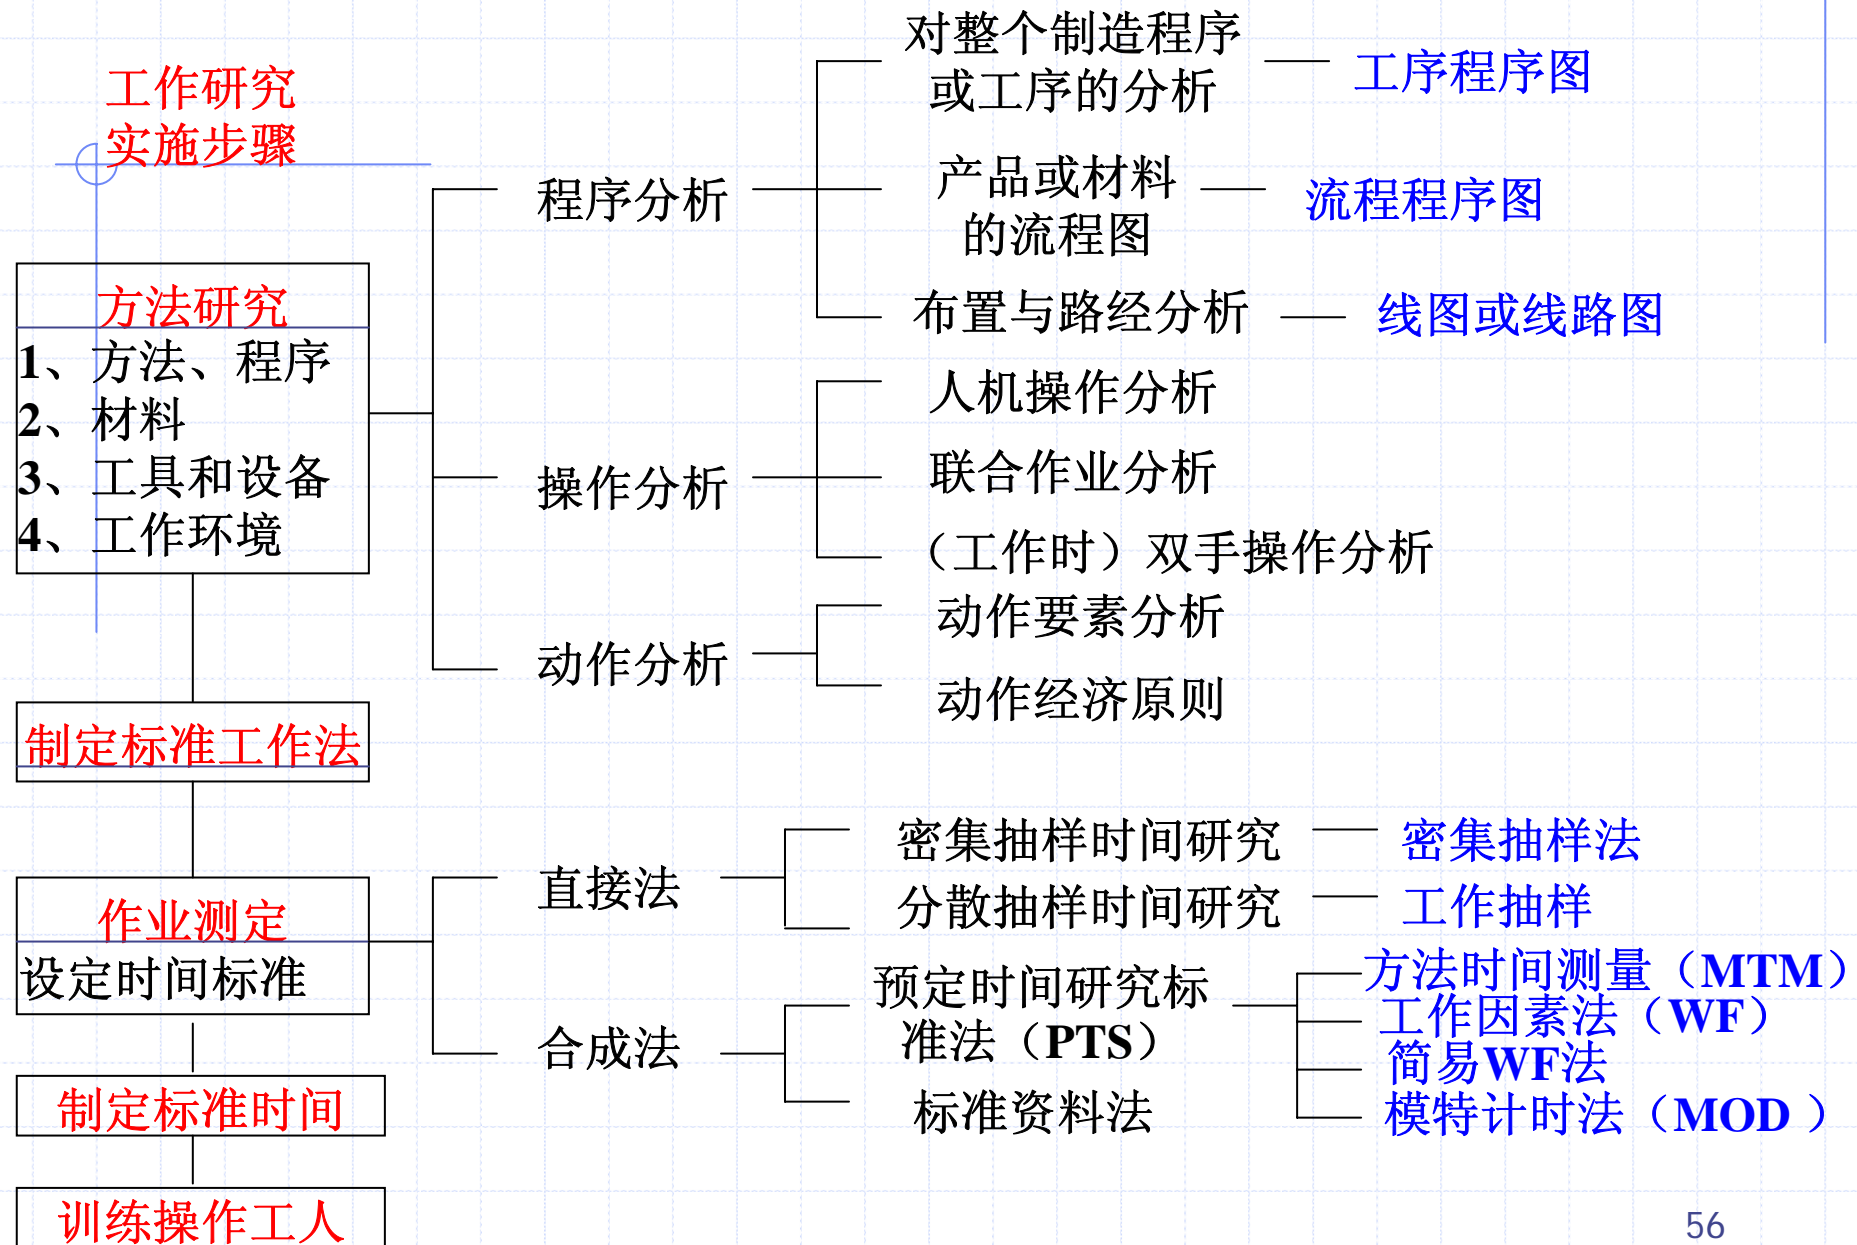 工作研究
实施步骤
方法研究
1、方法、程序
2、材料
3、工具和设备
4、工作环境
制定标准工作法
作业测定
设定时间标准
制定标准时间
训练操作工人
程序分析
对整个制造程序
或工序的分析
工序程序图
产品或材料
的流程图
流程程序图
布置与路经分析
线图或线路图
操作分析
人机操作分析
联合作业分析
（工作时）双手操作分析
动作分析
动作要素分析
动作经济原则
直接法
密集抽样时间研究
密集抽样法
分散抽样时间研究
工作抽样
合成法
预定时间研究标
准法（PTS）
方法时间测量（MTM）
工作因素法（WF）
简易WF法
模特计时法（MOD ）
标准资料法
56